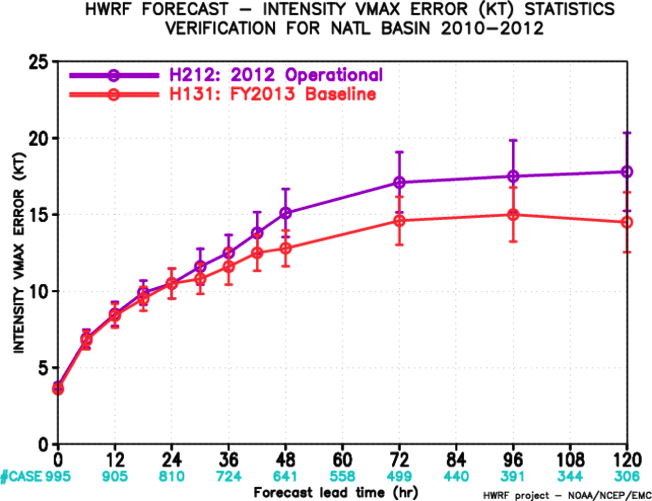 HWRF FORECAST – INTENSITY VMAX ERROR (KT) STATISTICS
VERIFICATION FOR NATL BASIN 2010–2012
H212: 2012 Operational
H131: FY2013 Baseline
INTENSITY VMAX ERROR (KT)
25
20
15
10
5
0
0 12 24 36 48 60 72 84 96 108 120
#CASE 995 905 810 724 641 558 499 440 391 344 306
Forecast lead time (hr)
HWRF project – NOAA/NCEP/EMC